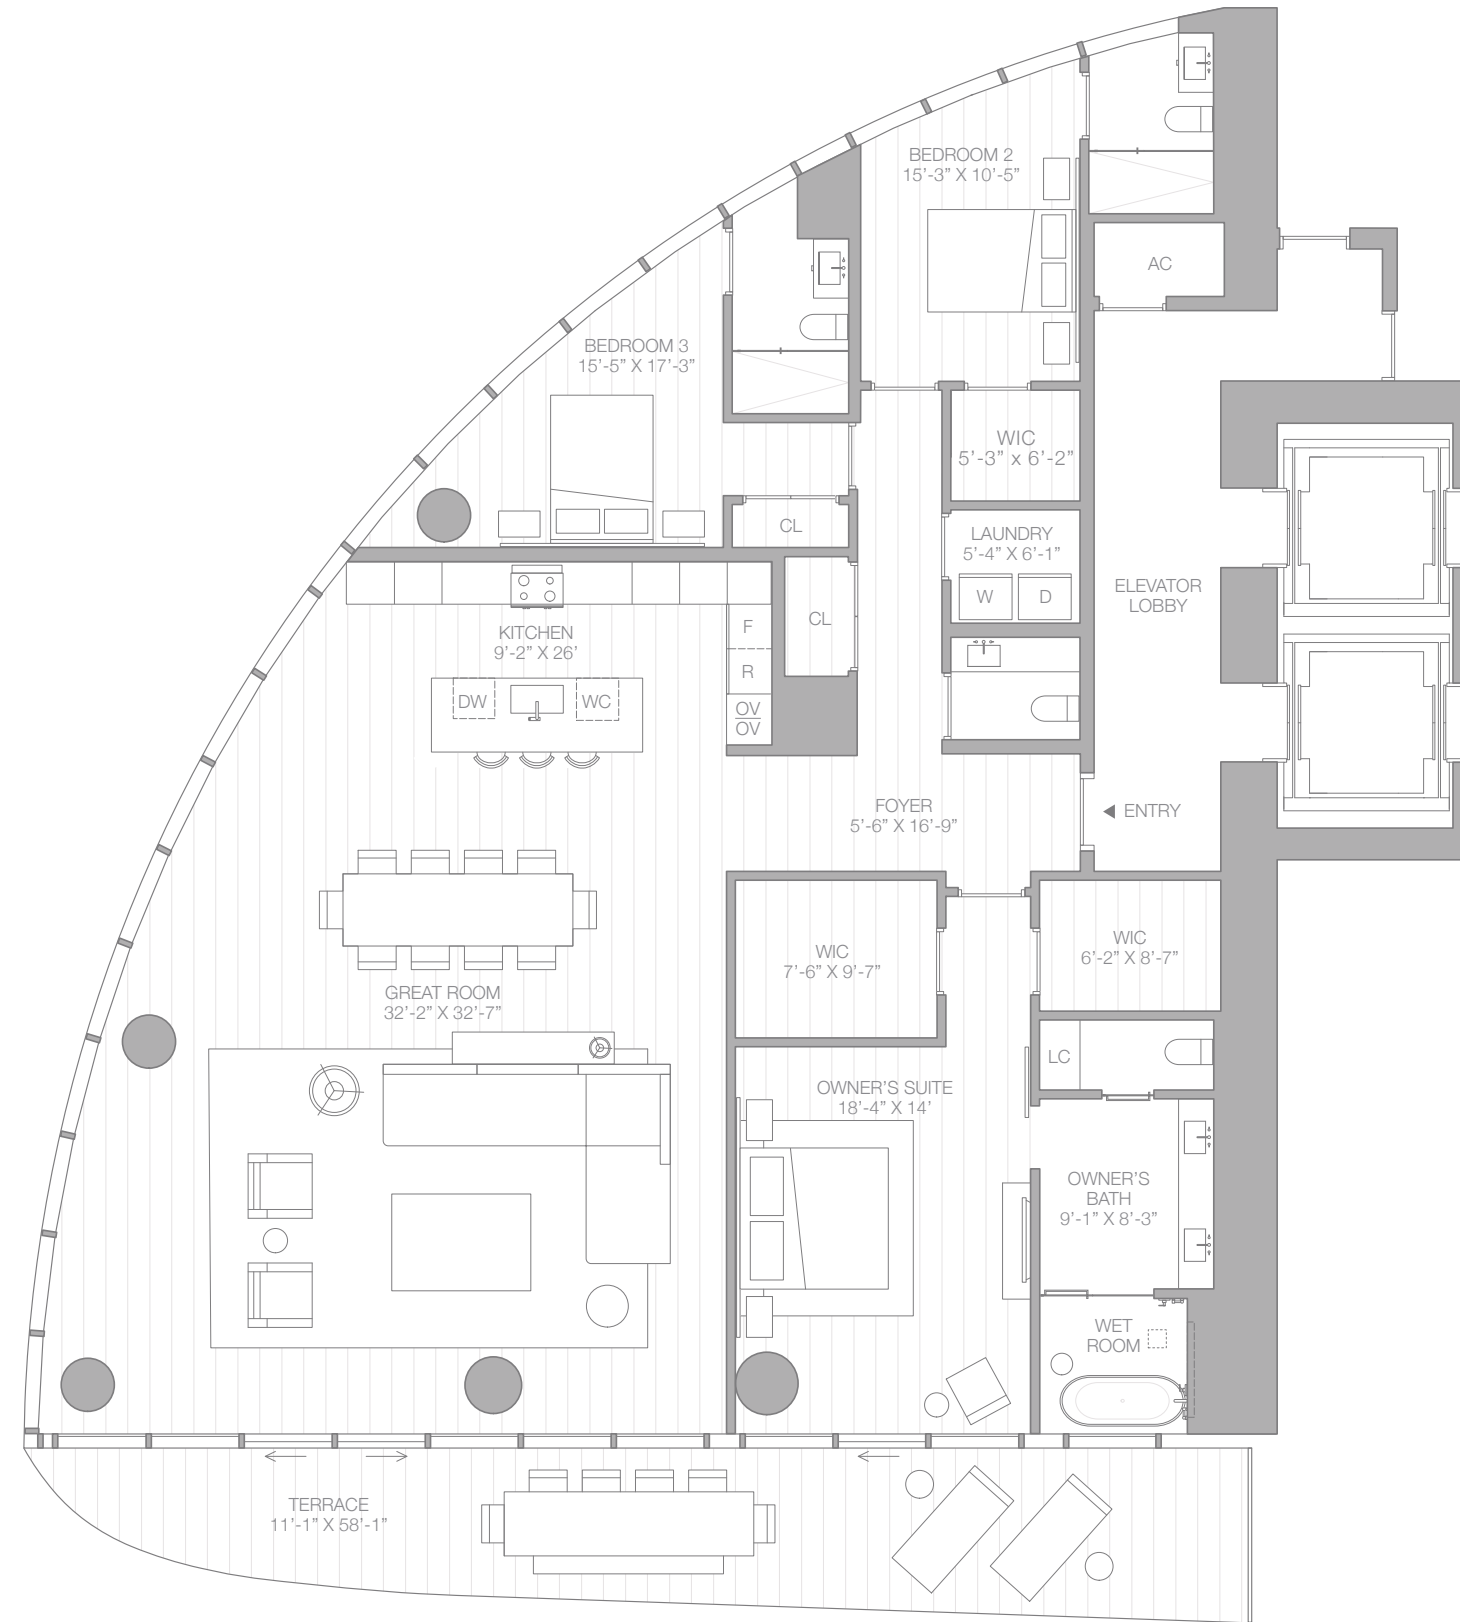 BEDROOM 2
15'-3" X 10'-5"
AC
BEDROOM 3
15'-5" X 17'-3"
WIC
5'-3" x 6'-2"
CL
LAUNDRY
5'-4" X 6'-1"
W
D
ELEVATOR
LOBBY
CL
KITCHEN
9'-2" X 26'
F
R
OV
OV
DW
WC
FOYER
5'-6" X 16'-9"
ENTRY
WIC
7'-6" X 9'-7"
WIC
6'-2" X 8'-7"
GREAT ROOM
32'-2" X 32'-7"
LC
OWNER'S SUITE
18'-4" X 14'
OWNER'S
BATH
9'-1" X 8'-3"
WET
ROOM
TERRACE
11'-1" X 58'-1"